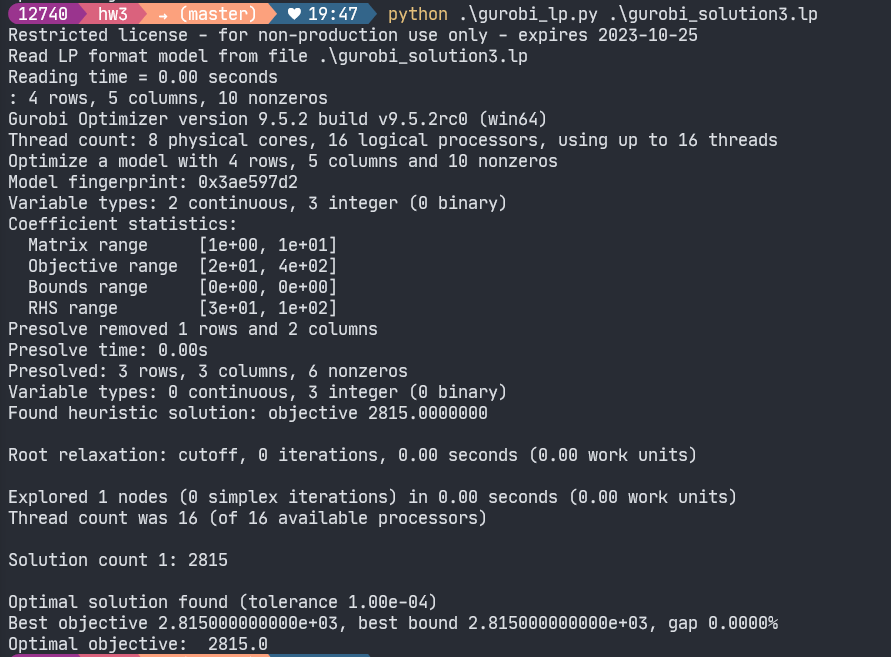 12740 hw3 → (master) ♥ 19:47 python .\gurobi_lp.py .\gurobi_solution3.lp
Restricted license - for non-production use only - expires 2023-10-25
Read LP format model from file .\gurobi_solution3.lp
Reading time = 0.00 seconds
: 4 rows, 5 columns, 10 nonzeros
Gurobi Optimizer version 9.5.2 build v9.5.2rc0 (win64)
Thread count: 8 physical cores, 16 logical processors, using up to 16 threads
Optimize a model with 4 rows, 5 columns and 10 nonzeros
Model fingerprint: 0x3ae597d2
Variable types: 2 continuous, 3 integer (0 binary)
Coefficient statistics:
  Matrix range     [1e+00, 1e+01]
  Objective range  [2e+01, 4e+02]
  Bounds range     [0e+00, 0e+00]
  RHS range        [3e+01, 1e+02]
Presolve removed 1 rows and 2 columns
Presolve time: 0.00s
Presolved: 3 rows, 3 columns, 6 nonzeros
Variable types: 0 continuous, 3 integer (0 binary)
Found heuristic solution: objective 2815.0000000

Root relaxation: cutoff, 0 iterations, 0.00 seconds (0.00 work units)

Explored 1 nodes (0 simplex iterations) in 0.00 seconds (0.00 work units)
Thread count was 16 (of 16 available processors)

Solution count 1: 2815

Optimal solution found (tolerance 1.00e-04)
Best objective 2.815000000000e+03, best bound 2.815000000000e+03, gap 0.0000%
Optimal objective:  2815.0